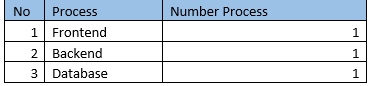 No Process Number Process
1 Frontend 1
2 Backend 1
3 Database 1